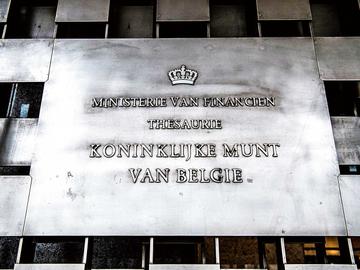 MINISTERIE VAN FINANCIEN
THESAURIE
KONINKLIJKE MUNT
VAN BELGIE